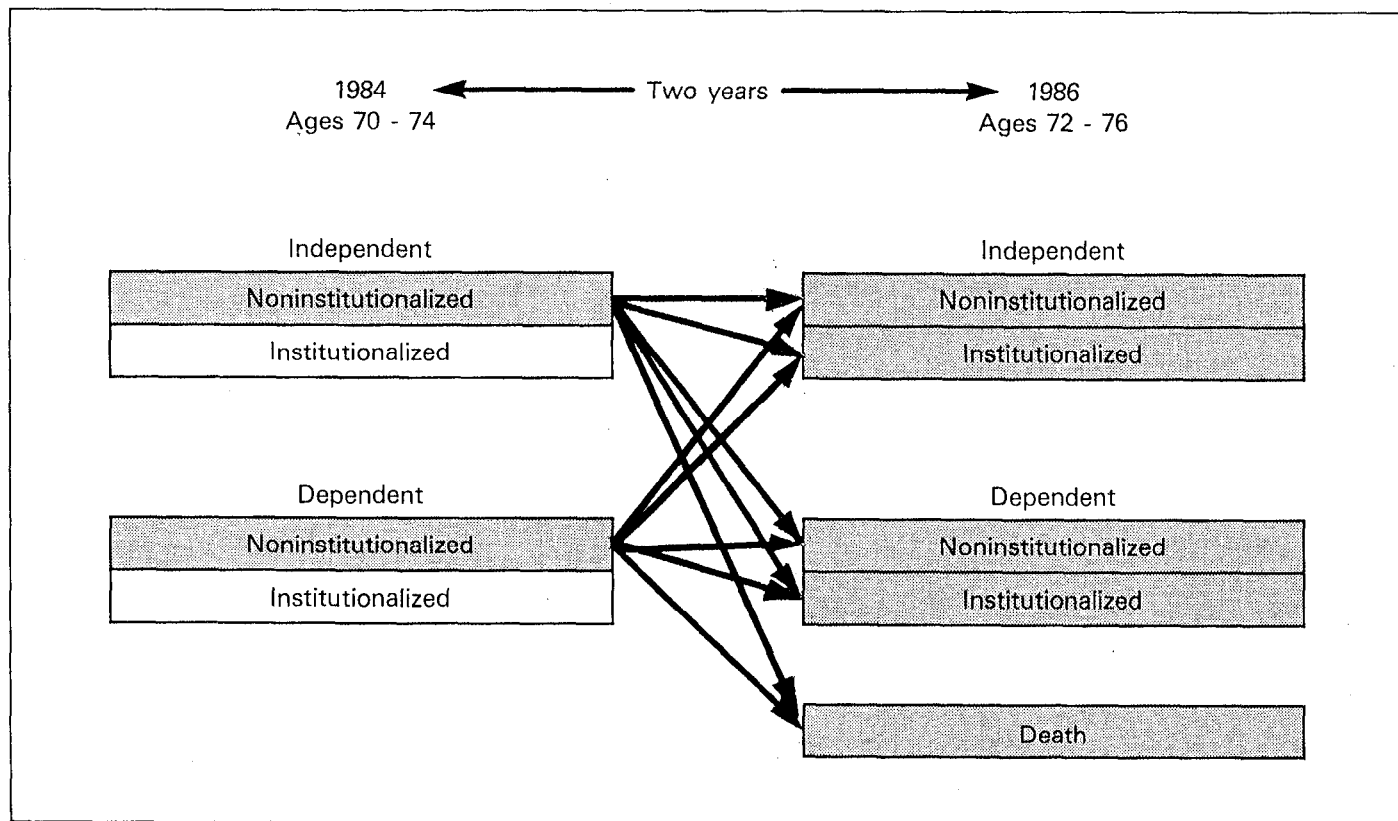 1984 Two years 1986
Ages 70 - 74 Ages 72 - 76
Independent Independent
Noninstitutionalized Noninstitutionalized
Institutionalized Institutionalized
Dependent Dependent
Noninstitutionalized Noninstitutionalized
Institutionalized Institutionalized
Death